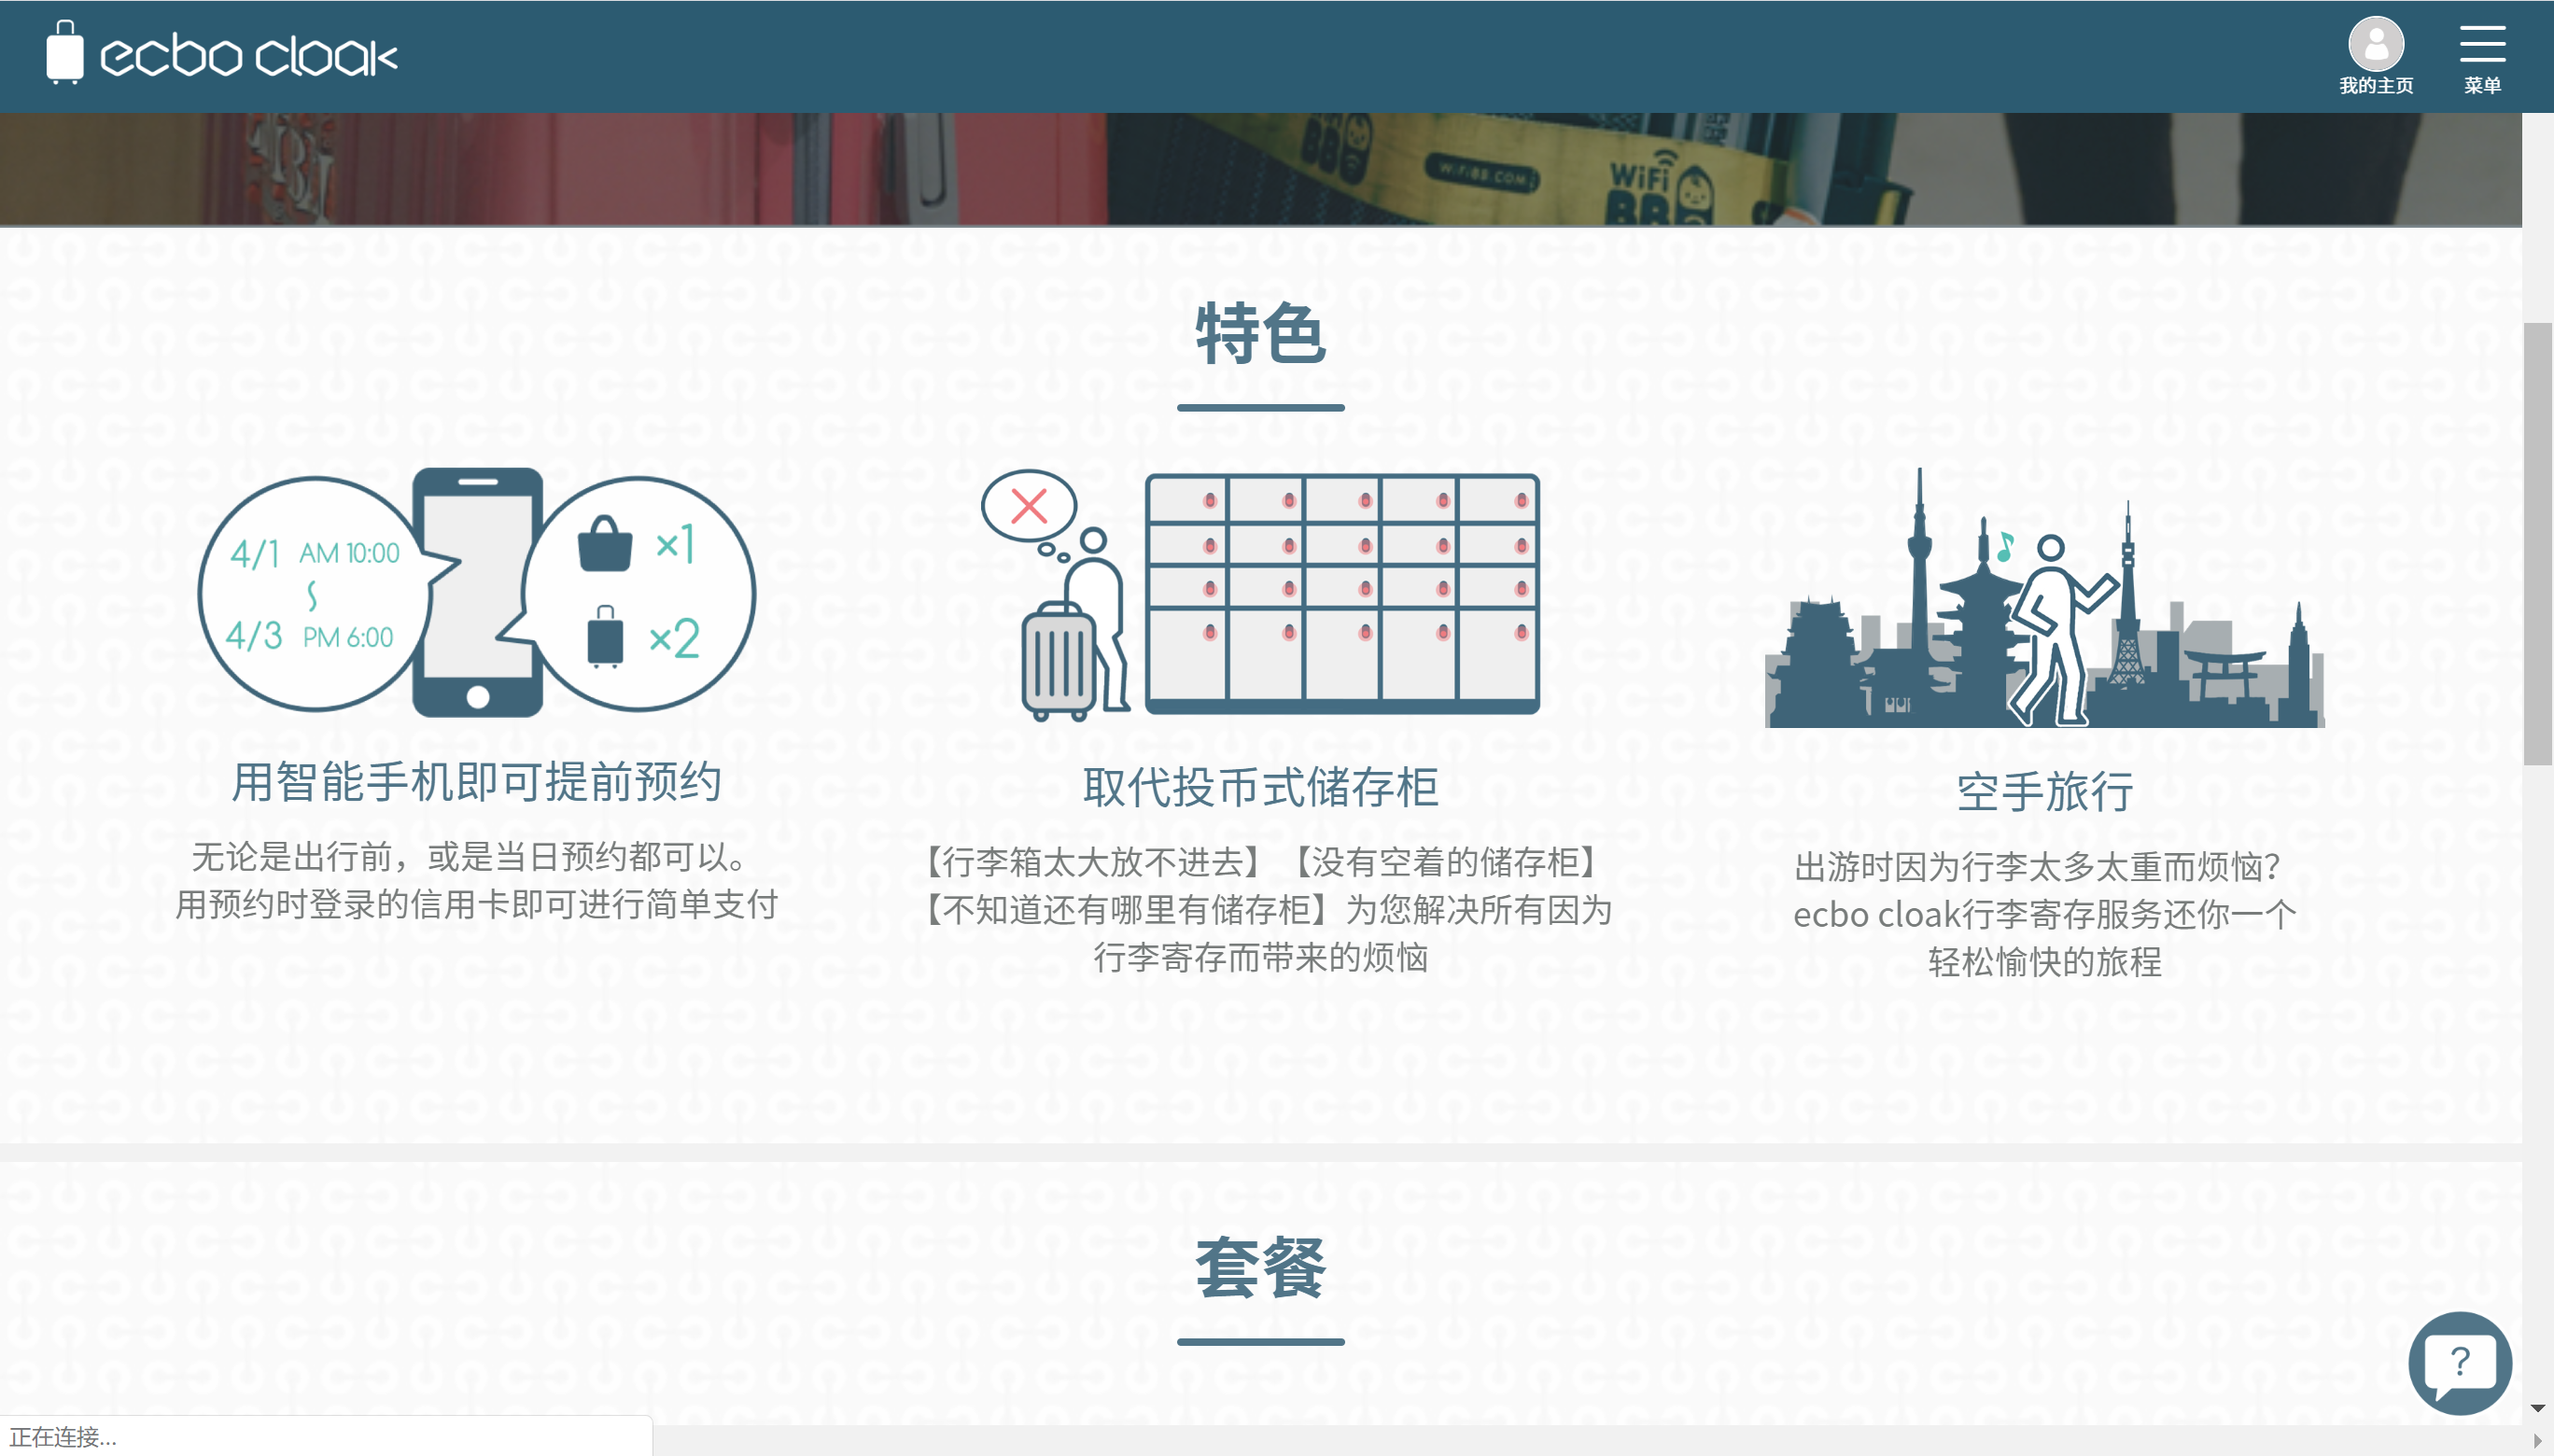 ecbo cloak
我的主页
菜单
BB
WiFi88.COM
WiFi
BB
特色
4/1 AM 10:00
4/3 PM 6:00
×1
×2
用智能手机即可提前预约
无论是出行前，或是当日预约都可以。
用预约时登录的信用卡即可进行简单支付
取代投币式储存柜
【行李箱太大放不进去】【没有空着的储存柜】
【不知道还有哪里有储存柜】为您解决所有因为
行李寄存而带来的烦恼
空手旅行
出游时因为行李太多太重而烦恼？
ecbo cloak行李寄存服务还你一个
轻松愉快的旅程
套餐
?
正在连接...